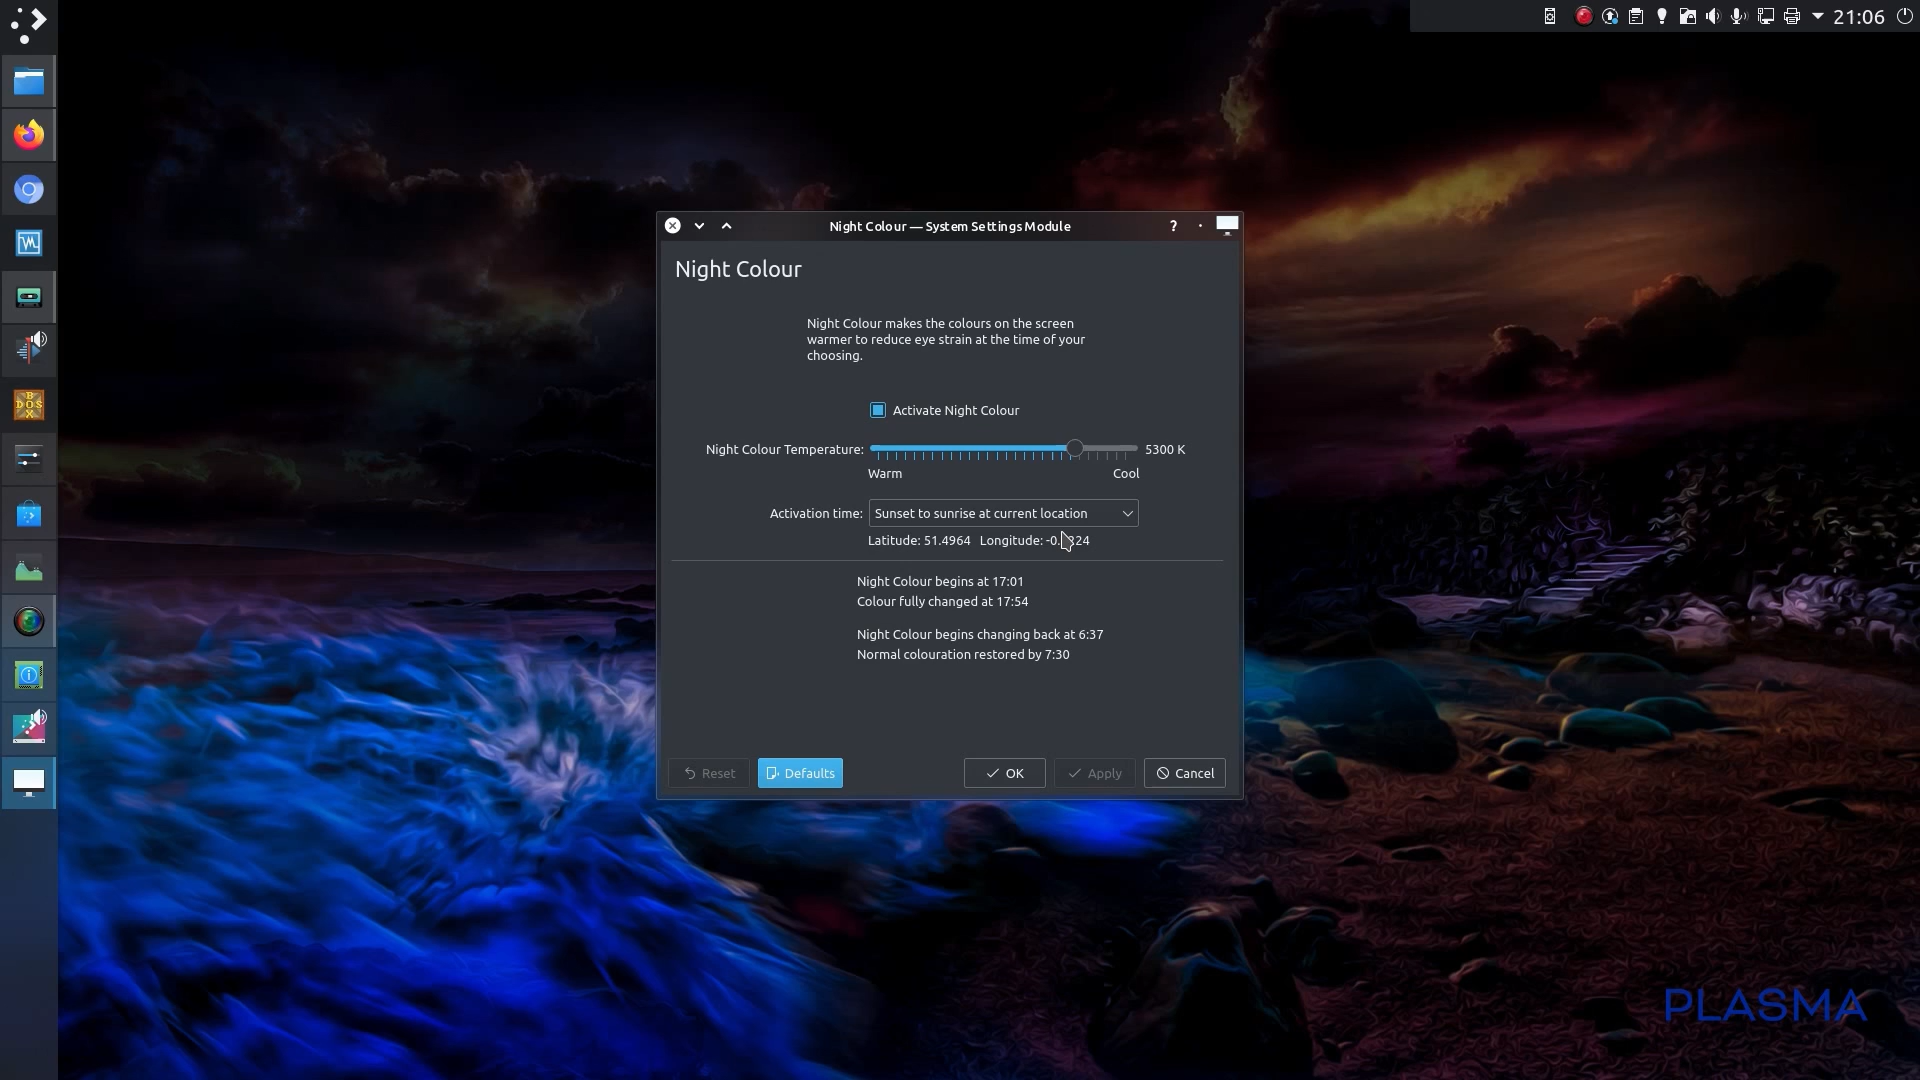 21:06
Night Colour — System Settings Module
?
Night Colour
Night Colour makes the colours on the screen
warmer to reduce eye strain at the time of your
choosing.
Activate Night Colour
Night Colour Temperature: 5300 K
Warm Cool
Activation time: Sunset to sunrise at current location
Latitude: 51.4964 Longitude:
Night Colour begins at 17:01
Colour fully changed at 17:54
Night Colour begins changing back at 6:37
Normal colouration restored by 7:30
Reset Defaults OK Apply Cancel
DOS
BOX
PLASMA